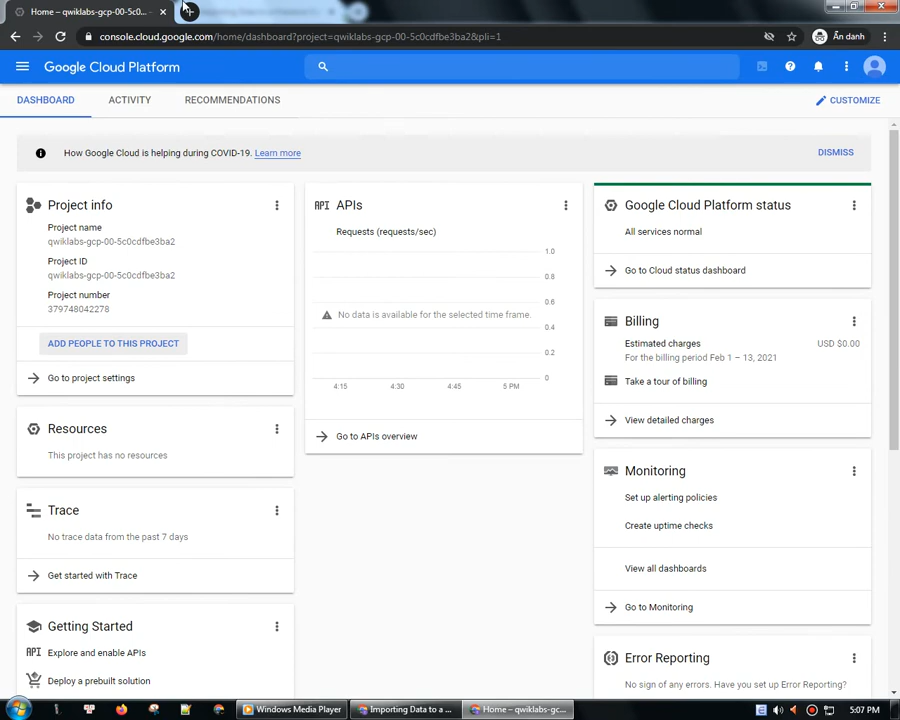 Home – qwiklabs-gcp-00-5c0...
console.cloud.google.com/home/dashboard?project=qwiklabs-gcp-00-5c0cdfbe3ba2&pli=1
Ẩn danh
Google Cloud Platform
DASHBOARD
ACTIVITY
RECOMMENDATIONS
CUSTOMIZE
How Google Cloud is helping during COVID-19. Learn more
DISMISS
Project info
Project name
qwiklabs-gcp-00-5c0cdfbe3ba2
Project ID
qwiklabs-gcp-00-5c0cdfbe3ba2
Project number
379748042278
ADD PEOPLE TO THIS PROJECT
Go to project settings
Resources
This project has no resources
Trace
No trace data from the past 7 days
Get started with Trace
Getting Started
API Explore and enable APIs
Deploy a prebuilt solution
API APIs
Requests (requests/sec)
1.0
0.8
0.6
No data is available for the selected time frame.
0.4
0.2
0
4:15 4:30 4:45 5 PM
Go to APIs overview
Google Cloud Platform status
All services normal
Go to Cloud status dashboard
Billing
Estimated charges USD $0.00
For the billing period Feb 1 – 13, 2021
Take a tour of billing
View detailed charges
Monitoring
Set up alerting policies
Create uptime checks
View all dashboards
Go to Monitoring
Error Reporting
No sign of any errors. Have you set up Error Reporting?
Windows Media Player
Importing Data to a ...
Home – qwiklabs-gc...
E
5:07 PM